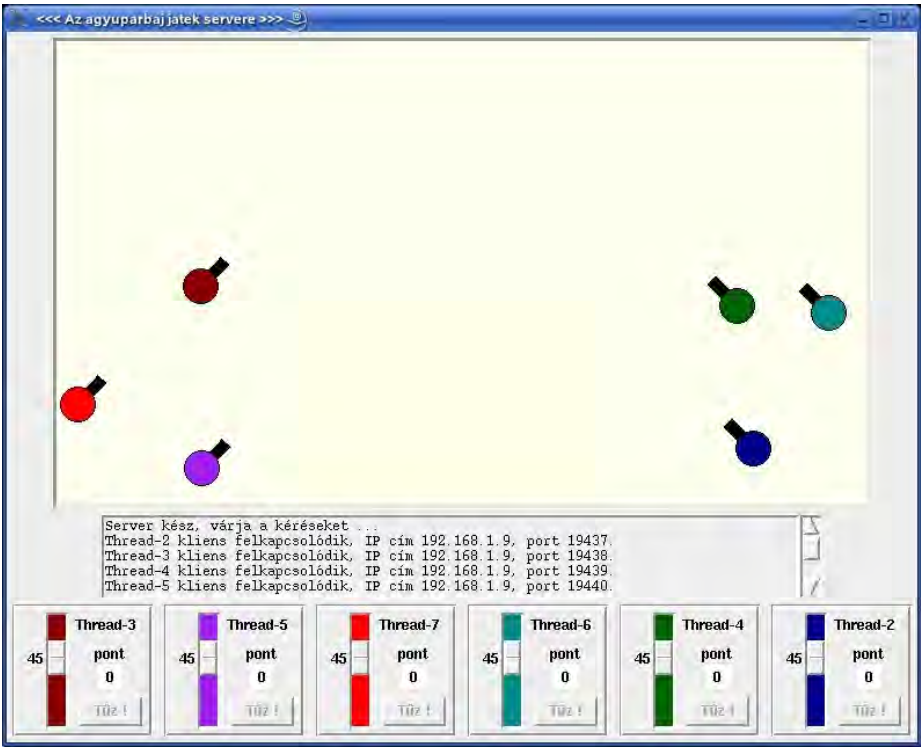 <<< Az agyuparbaj jatek servere >>>
Server kész, várja a kéréseket ...
Thread-2 kliens felkapcsolódik, IP cím 192.168.1.9, port 19437.
Thread-3 kliens felkapcsolódik, IP cím 192.168.1.9, port 19438.
Thread-4 kliens felkapcsolódik, IP cím 192.168.1.9, port 19439.
Thread-5 kliens felkapcsolódik, IP cím 192.168.1.9, port 19440.
Thread-3 Thread-5 Thread-7 Thread-6 Thread-4 Thread-2
45 pont 45 pont 45 pont 45 pont 45 pont 45 pont
0 0 0 0 0 0
Tűz ! Tűz ! Tűz ! Tűz ! Tűz ! Tűz !